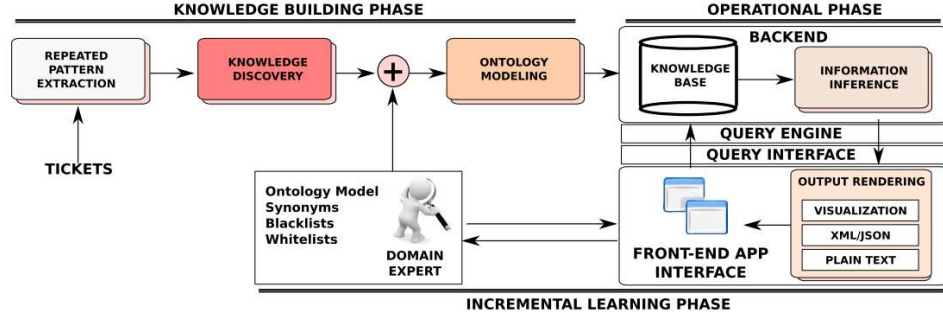 KNOWLEDGE BUILDING PHASE
OPERATIONAL PHASE
REPEATED
PATTERN
EXTRACTION
KNOWLEDGE
DISCOVERY
+
ONTOLOGY
MODELING
BACKEND
KNOWLEDGE
BASE
INFORMATION
INFERENCE
TICKETS
QUERY ENGINE
QUERY INTERFACE
Ontology Model
Synonyms
Blacklists
Whitelists
DOMAIN
EXPERT
FRONT-END APP
INTERFACE
OUTPUT RENDERING
VISUALIZATION
XML/JSON
PLAIN TEXT
INCREMENTAL LEARNING PHASE